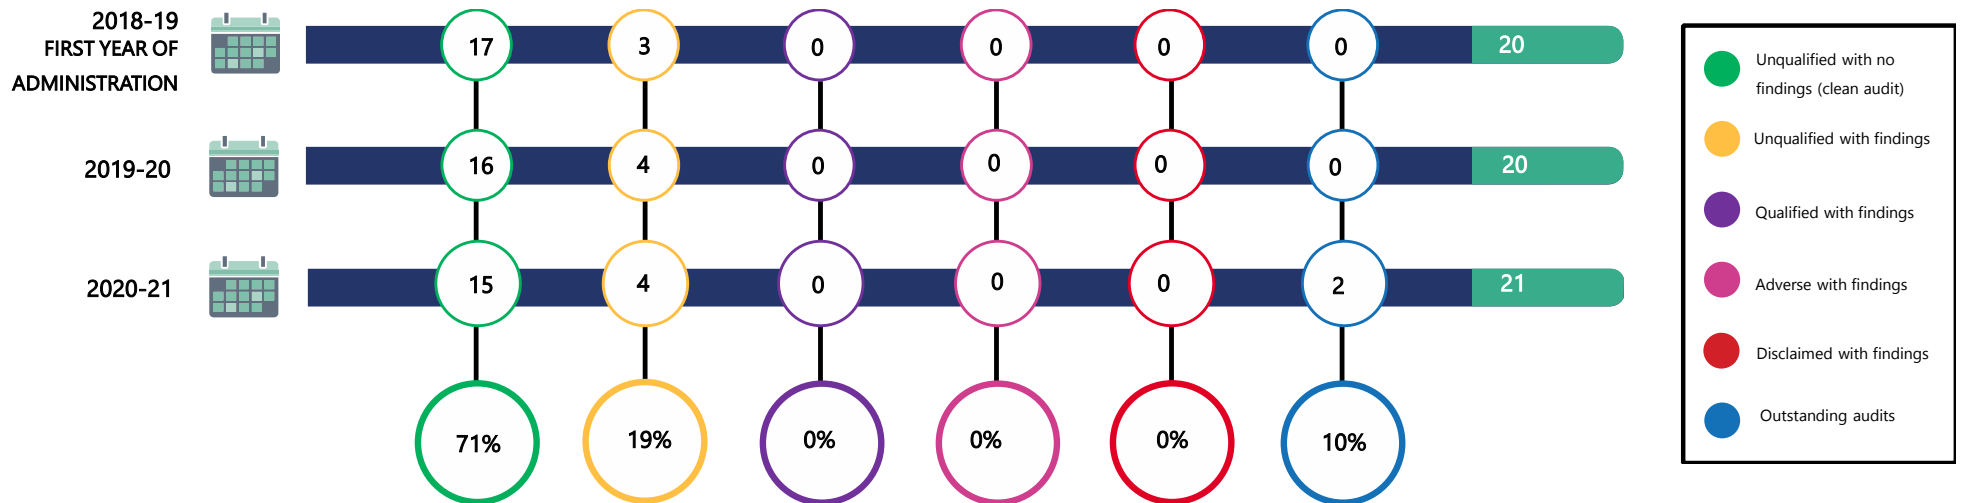 2018-19
FIRST YEAR OF
ADMINISTRATION
17 3 0 0 0 0 20
2019-20
16 4 0 0 0 0 20
2020-21
15 4 0 0 0 2 21
71% 19% 0% 0% 0% 10%
Unqualified with no
findings (clean audit)
Unqualified with findings
Qualified with findings
Adverse with findings
Disclaimed with findings
Outstanding audits